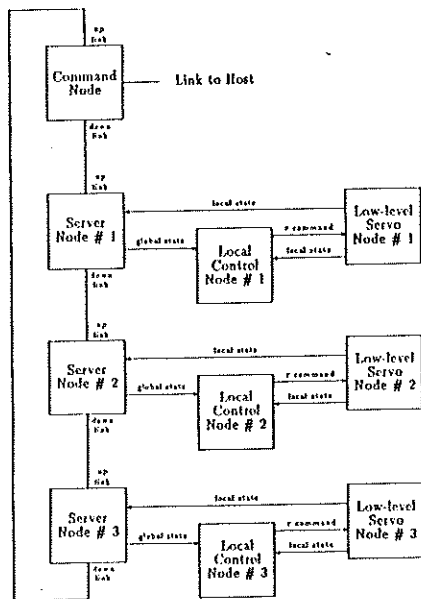 up
link
Command
Node
Link to Host
down
link
up
link
Server
Node # 1
down
link
local state
global state
Local
Control
Node # 1
r command
local state
Low-level
Servo
Node # 1
up
link
Server
Node # 2
down
link
local state
global state
Local
Control
Node # 2
r command
local state
Low-level
Servo
Node # 2
up
link
Server
Node # 3
down
link
local state
global state
Local
Control
Node # 3
r command
local state
Low-level
Servo
Node # 3